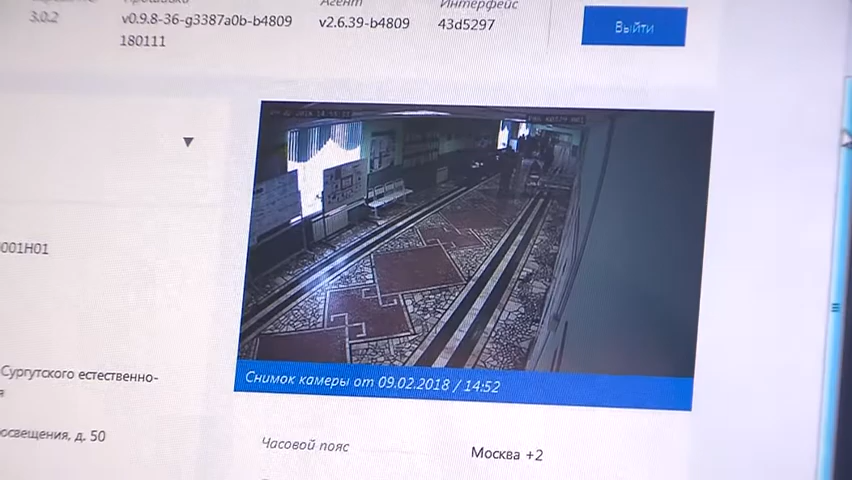 Прошивка
Агент
Интерфейс
3.0.2
v0.9.8-36-g3387a0b-b4809
180111
v2.6.39-b4809
43d5297
Выйти
001H01
Сургутского естественно-
освещения, д. 50
Снимок камеры от 09.02.2018 / 14:52
Часовой пояс
Москва +2